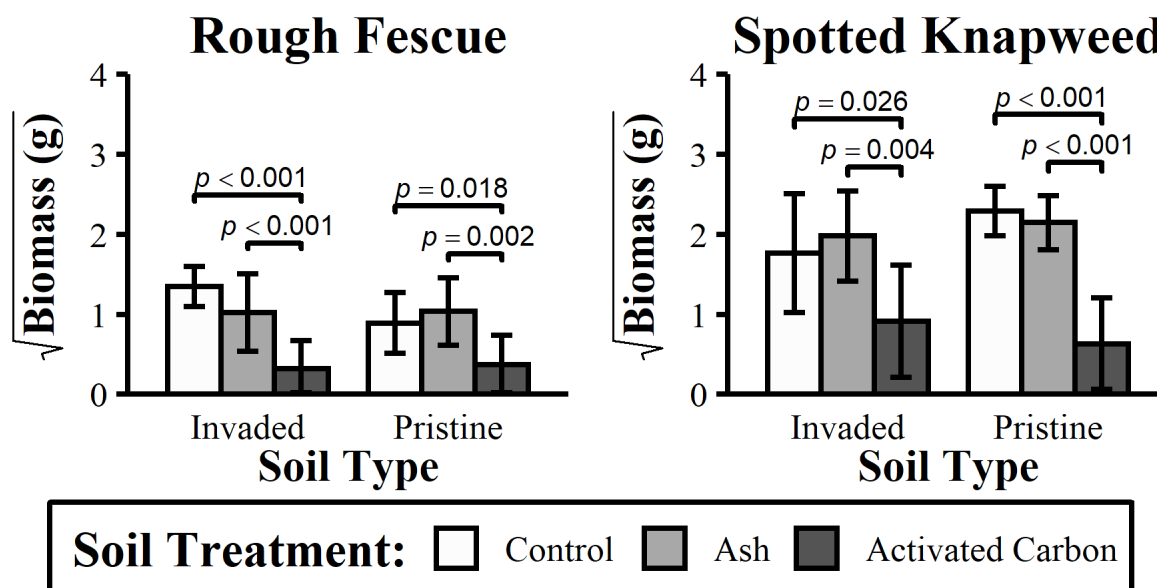 Rough Fescue
√Biomass (g)
4
3
2
1
0
p < 0.001
p < 0.001
p = 0.018
p = 0.002
Invaded Pristine
Soil Type
Spotted Knapweed
√Biomass (g)
4
3
2
1
0
p = 0.026
p = 0.004
p < 0.001
p < 0.001
Invaded Pristine
Soil Type
Soil Treatment: Control Ash Activated Carbon